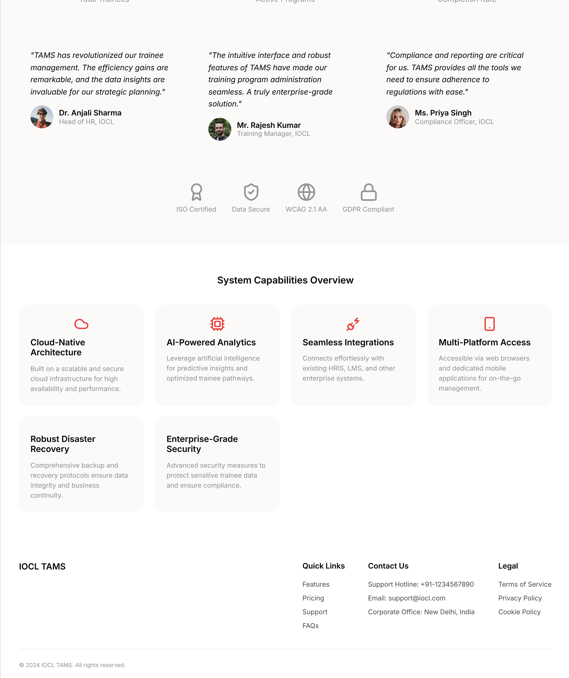 Total Trainees
Active Programs
Completion Rate
"TAMS has revolutionized our trainee
management. The efficiency gains are
remarkable, and the data insights are
invaluable for our strategic planning."
Dr. Anjali Sharma
Head of HR, IOCL
"The intuitive interface and robust
features of TAMS have made our
training program administration
seamless. A truly enterprise-grade
solution."
Mr. Rajesh Kumar
Training Manager, IOCL
"Compliance and reporting are critical
for us. TAMS provides all the tools we
need to ensure adherence to
regulations with ease."
Ms. Priya Singh
Compliance Officer, IOCL
ISO Certified
Data Secure
WCAG 2.1 AA
GDPR Compliant
System Capabilities Overview
Cloud-Native
Architecture
Built on a scalable and secure
cloud infrastructure for high
availability and performance.
AI-Powered Analytics
Leverage artificial intelligence
for predictive insights and
optimized trainee pathways.
Seamless Integrations
Connects effortlessly with
existing HRIS, LMS, and other
enterprise systems.
Multi-Platform Access
Accessible via web browsers
and dedicated mobile
applications for on-the-go
management.
Robust Disaster
Recovery
Comprehensive backup and
recovery protocols ensure data
integrity and business
continuity.
Enterprise-Grade
Security
Advanced security measures to
protect sensitive trainee data
and ensure compliance.
IOCL TAMS
Quick Links
Features
Pricing
Support
FAQs
Contact Us
Support Hotline: +91-1234567890
Email: support@iocl.com
Corporate Office: New Delhi, India
Legal
Terms of Service
Privacy Policy
Cookie Policy
© 2024 IOCL TAMS. All rights reserved.